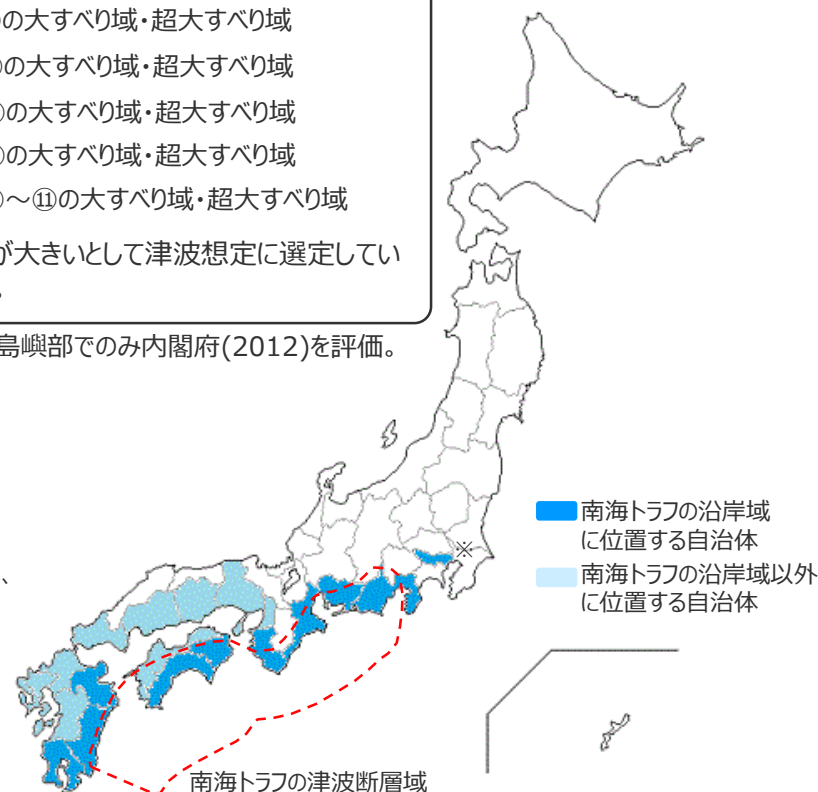 の大すべり域・超大すべり域
の大すべり域・超大すべり域
の大すべり域・超大すべり域
の大すべり域・超大すべり域
～⑪の大すべり域・超大すべり域
が大きいとして津波想定に選定してい
島嶼部でのみ内閣府(2012)を評価。
、
※
南海トラフの沿岸域
に位置する自治体
南海トラフの沿岸域以外
に位置する自治体
南海トラフの津波断層域